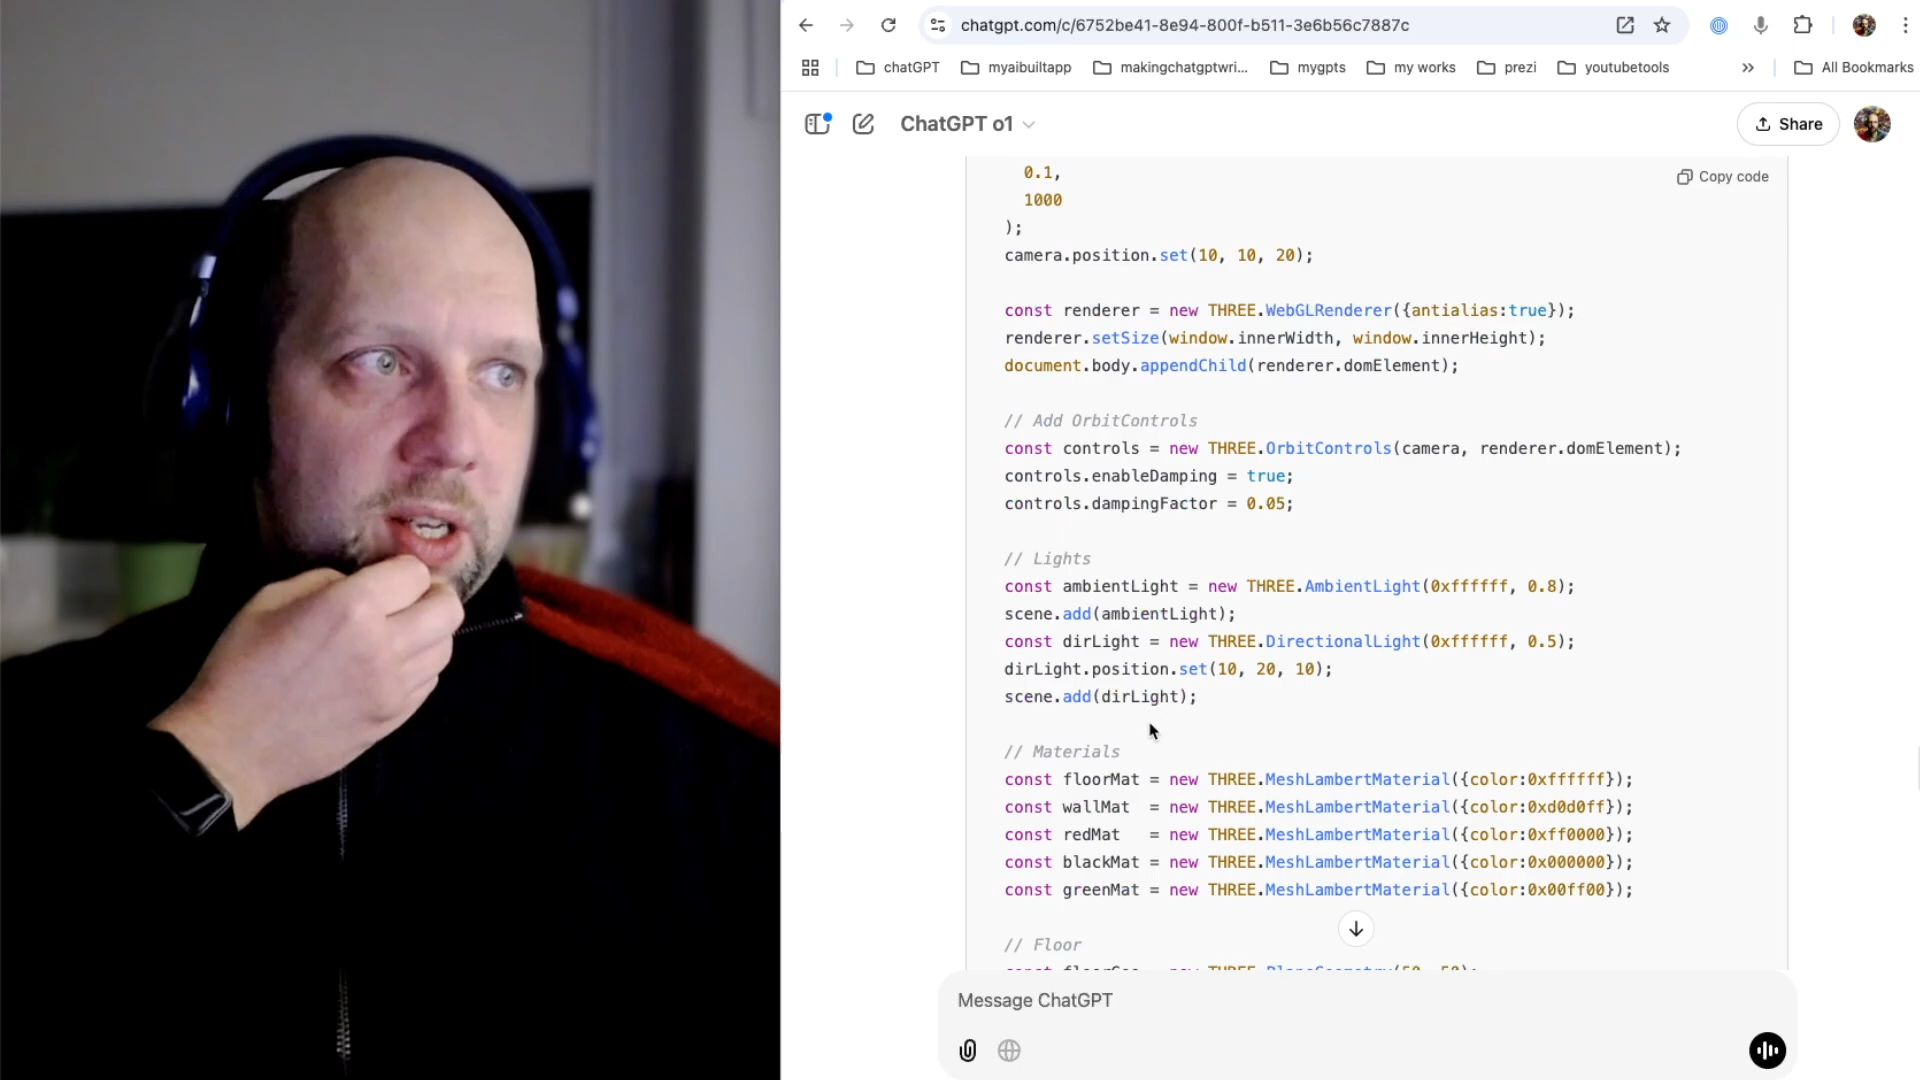 chatgpt.com/c/6752be41-8e94-800f-b511-3e6b56c7887c
chatGPT myaibuiltapp makingchatgptwri... mygpts my works prezi youtubetools » All Bookmarks
ChatGPT o1 Share
Copy code
0.1,
1000
);
camera.position.set(10, 10, 20);
const renderer = new THREE.WebGLRenderer({antialias:true});
renderer.setSize(window.innerWidth, window.innerHeight);
document.body.appendChild(renderer.domElement);
// Add OrbitControls
const controls = new THREE.OrbitControls(camera, renderer.domElement);
controls.enableDamping = true;
controls.dampingFactor = 0.05;
// Lights
const ambientLight = new THREE.AmbientLight(0xffffff, 0.8);
scene.add(ambientLight);
const dirLight = new THREE.DirectionalLight(0xffffff, 0.5);
dirLight.position.set(10, 20, 10);
scene.add(dirLight);
// Materials
const floorMat = new THREE.MeshLambertMaterial({color:0xffffff});
const wallMat = new THREE.MeshLambertMaterial({color:0xd0d0ff});
const redMat = new THREE.MeshLambertMaterial({color:0xff0000});
const blackMat = new THREE.MeshLambertMaterial({color:0x000000});
const greenMat = new THREE.MeshLambertMaterial({color:0x00ff00});
// Floor
const floorGeo = new THREE.PlaneGeometry(50, 50);
Message ChatGPT